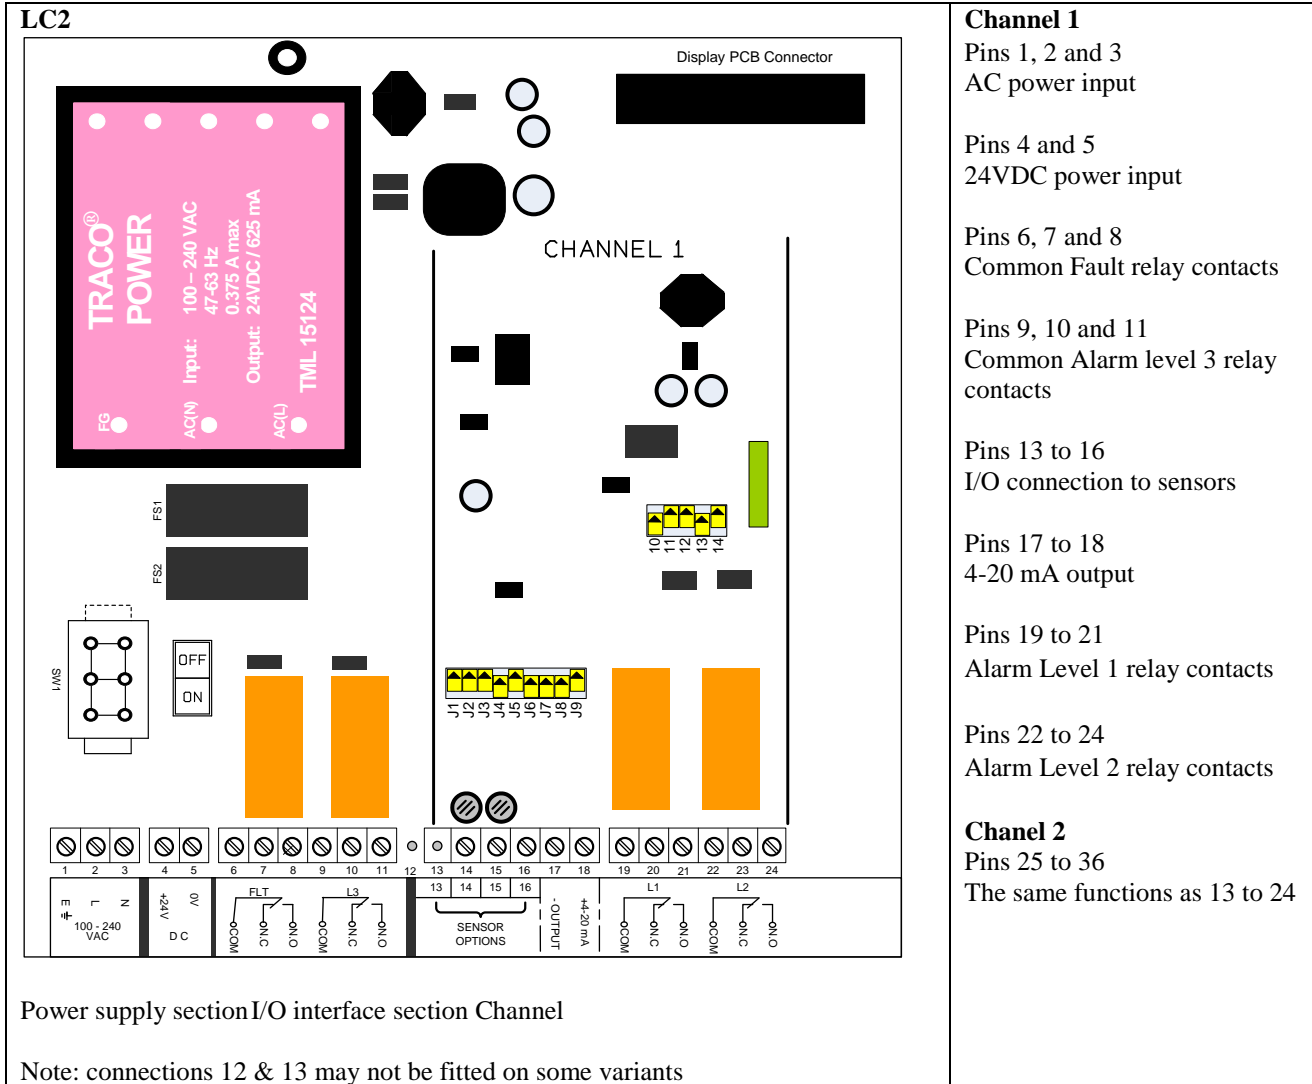 LC2
Display PCB Connector
TRACO®
POWER
Input: 100 – 240 VAC
47-63 Hz
0.375 A max
Output: 24VDC / 625 mA
TML 15124
FG
AC(N)
AC(L)
CHANNEL 1
FS1
FS2
10 11 12 13 14
SW1
OFF
ON
J1 J2 J3 J4 J5 J6 J7 J8 J9
1 2 3 4 5 6 7 8 9 10 11 12 13 14 15 16 17 18 19 20 21 22 23 24
13 14 15 16
E L N
100 - 240
VAC
+24V 0V
D C
FLT
COM N.C N.O
L3
COM N.C N.O
SENSOR
OPTIONS
- OUTPUT
+4-20 mA
L1
COM N.C N.O
L2
COM N.C N.O
Power supply section I/O interface section Channel
Note: connections 12 & 13 may not be fitted on some variants
Channel 1
Pins 1, 2 and 3
AC power input
Pins 4 and 5
24VDC power input
Pins 6, 7 and 8
Common Fault relay contacts
Pins 9, 10 and 11
Common Alarm level 3 relay
contacts
Pins 13 to 16
I/O connection to sensors
Pins 17 to 18
4-20 mA output
Pins 19 to 21
Alarm Level 1 relay contacts
Pins 22 to 24
Alarm Level 2 relay contacts
Chanel 2
Pins 25 to 36
The same functions as 13 to 24